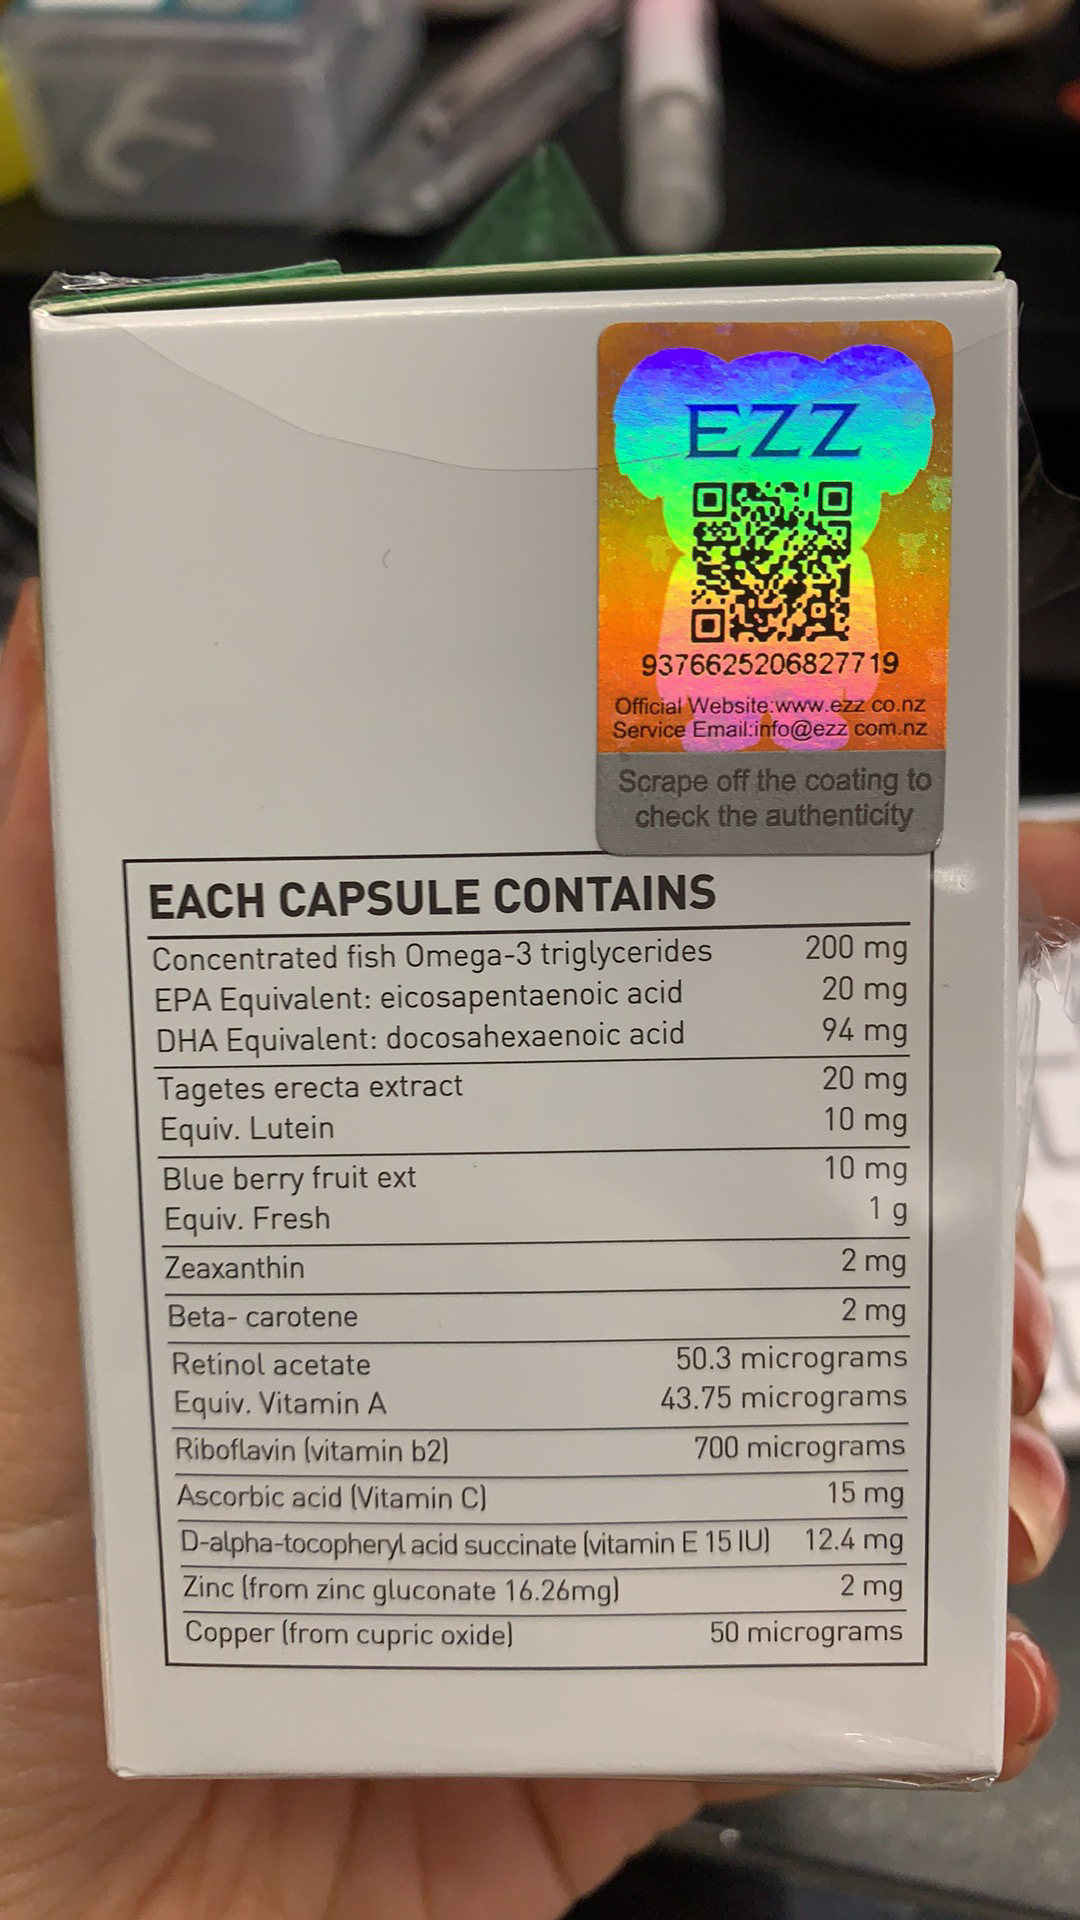 EZZ
9376625206827719
Official Website:www.ezz co.nz
Service Email:info@ezz com.nz
Scrape off the coating to
check the authenticity
EACH CAPSULE CONTAINS
Concentrated fish Omega-3 triglycerides 200 mg
EPA Equivalent: eicosapentaenoic acid 20 mg
DHA Equivalent: docosahexaenoic acid 94 mg
Tagetes erecta extract 20 mg
Equiv. Lutein 10 mg
Blue berry fruit ext 10 mg
Equiv. Fresh 1 g
Zeaxanthin 2 mg
Beta- carotene 2 mg
Retinol acetate 50.3 micrograms
Equiv. Vitamin A 43.75 micrograms
Riboflavin (vitamin b2) 700 micrograms
Ascorbic acid (Vitamin C) 15 mg
D-alpha-tocopheryl acid succinate (vitamin E 15 IU) 12.4 mg
Zinc (from zinc gluconate 16.26mg) 2 mg
Copper (from cupric oxide) 50 micrograms